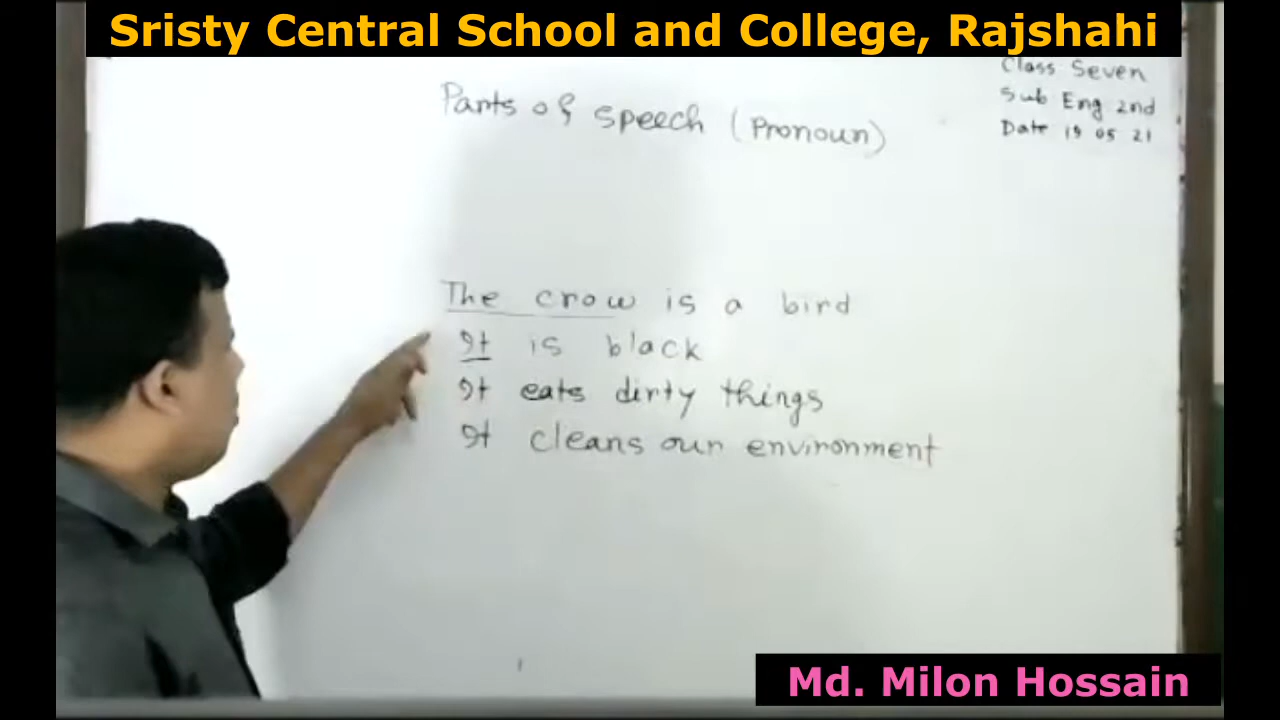 Sristy Central School and College, Rajshahi
Class Seven
Sub Eng 2nd
Date 19 05 21
Parts of speech (Pronoun)
The crow is a bird
It is black
It eats dirty things
It cleans our environment
Md. Milon Hossain